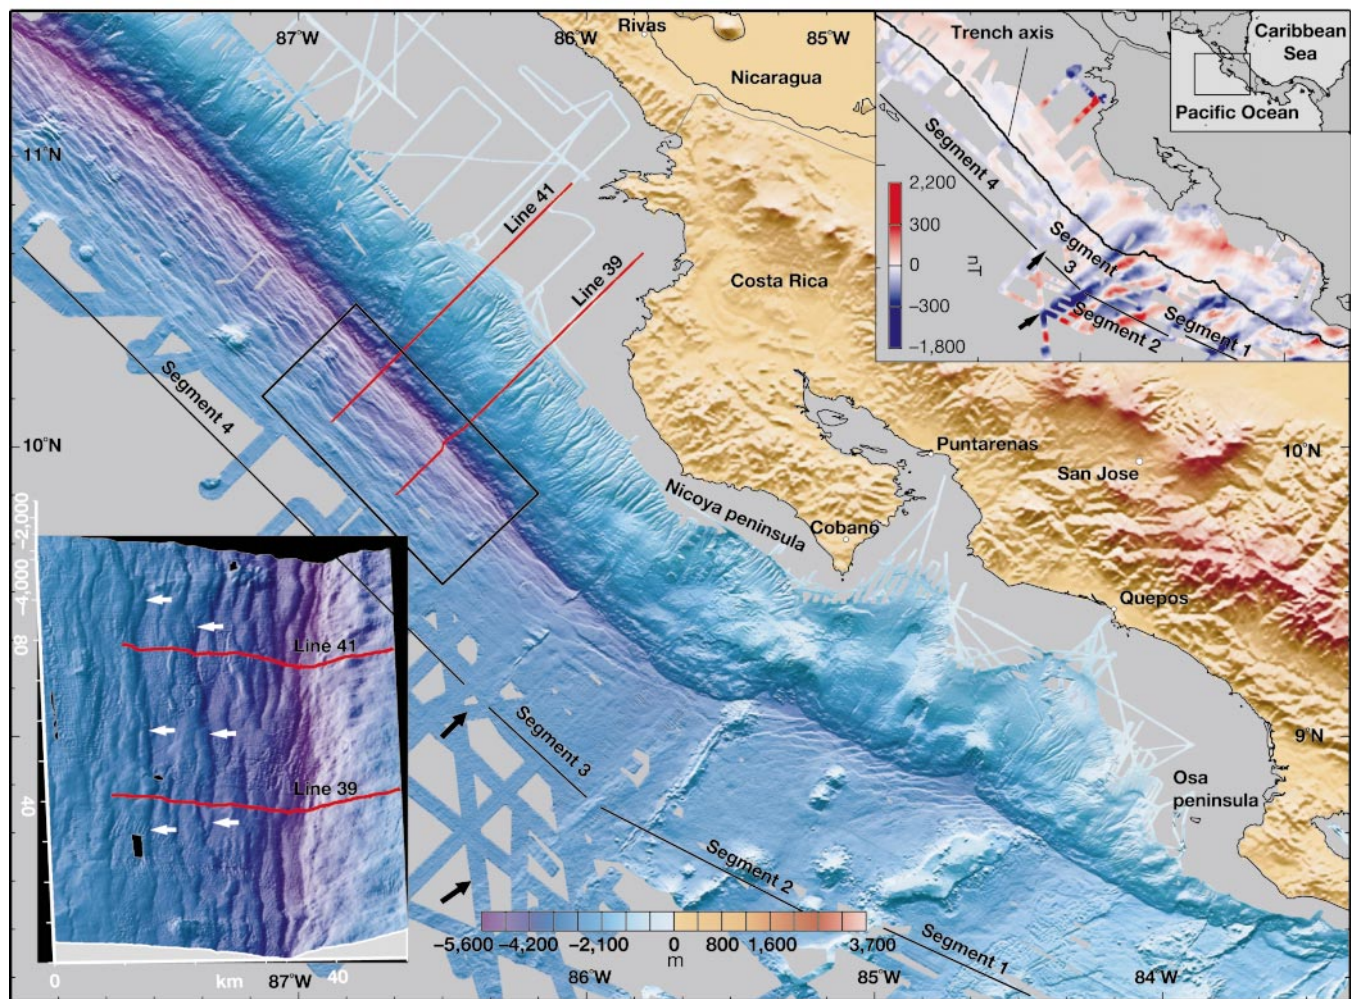 87°W
86°W
85°W
Rivas
Nicaragua
Trench axis
Caribbean
Sea
Pacific Ocean
11°N
Line 41
Line 39
Costa Rica
Segment 4
Segment
3
Segment 2
Segment 1
2,200
300
0
−300
−1,800
nT
Segment 4
10°N
Puntarenas
San Jose
10°N
Nicoya peninsula
Cobano
Quepos
−2,000
−4,000
80
40
Line 41
Line 39
0
km
40
87°W
Segment 3
9°N
Osa
peninsula
Segment 2
Segment 1
−5,600
−4,200
−2,100
0
800
1,600
3,700
m
86°W
85°W
84°W